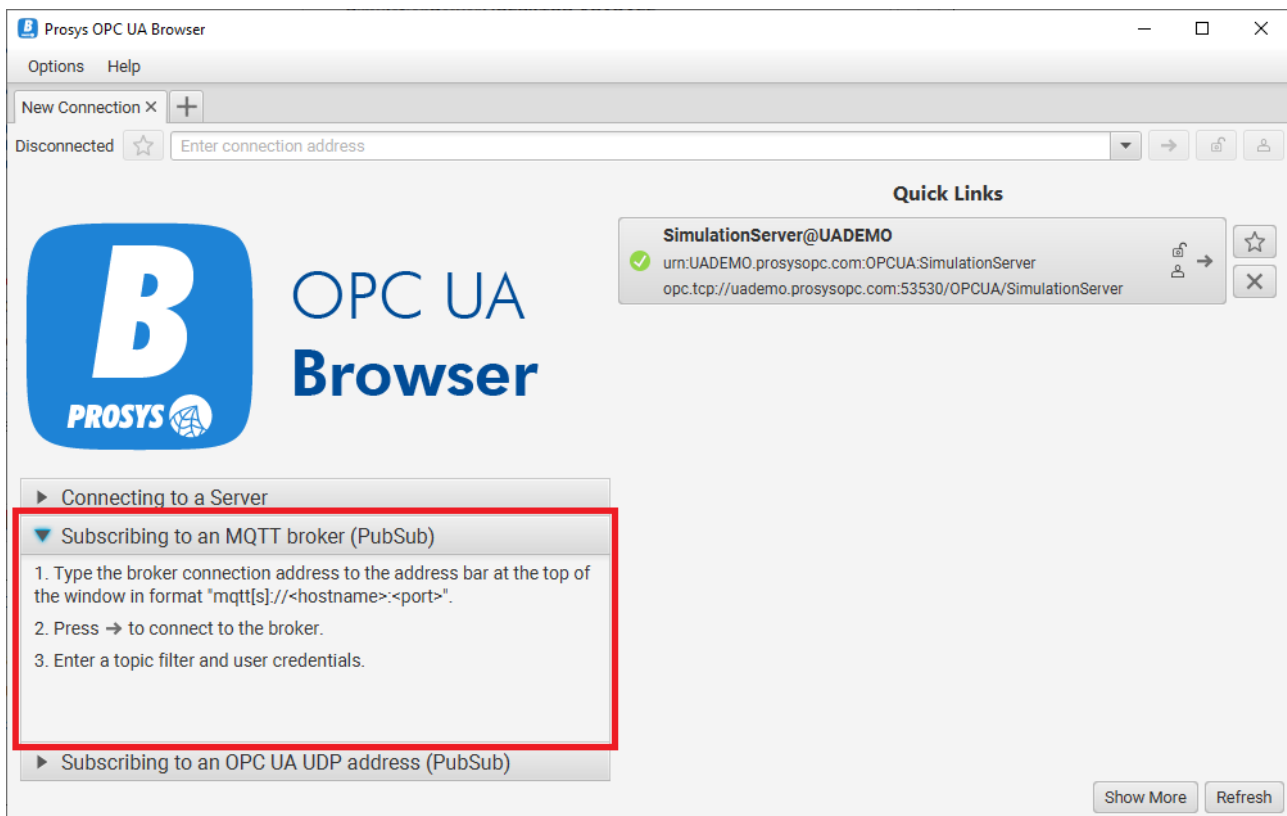 Prosys OPC UA Browser
Options Help
New Connection
Disconnected
Enter connection address
Quick Links
SimulationServer@UADEMO
urn:UADEMO.prosysopc.com:OPCUA:SimulationServer
opc.tcp://uademo.prosysopc.com:53530/OPCUA/SimulationServer
B
PROSYS
OPC UA
Browser
Connecting to a Server
Subscribing to an MQTT broker (PubSub)
1. Type the broker connection address to the address bar at the top of
the window in format "mqtt[s]://<hostname>:<port>".
2. Press → to connect to the broker.
3. Enter a topic filter and user credentials.
Subscribing to an OPC UA UDP address (PubSub)
Show More Refresh